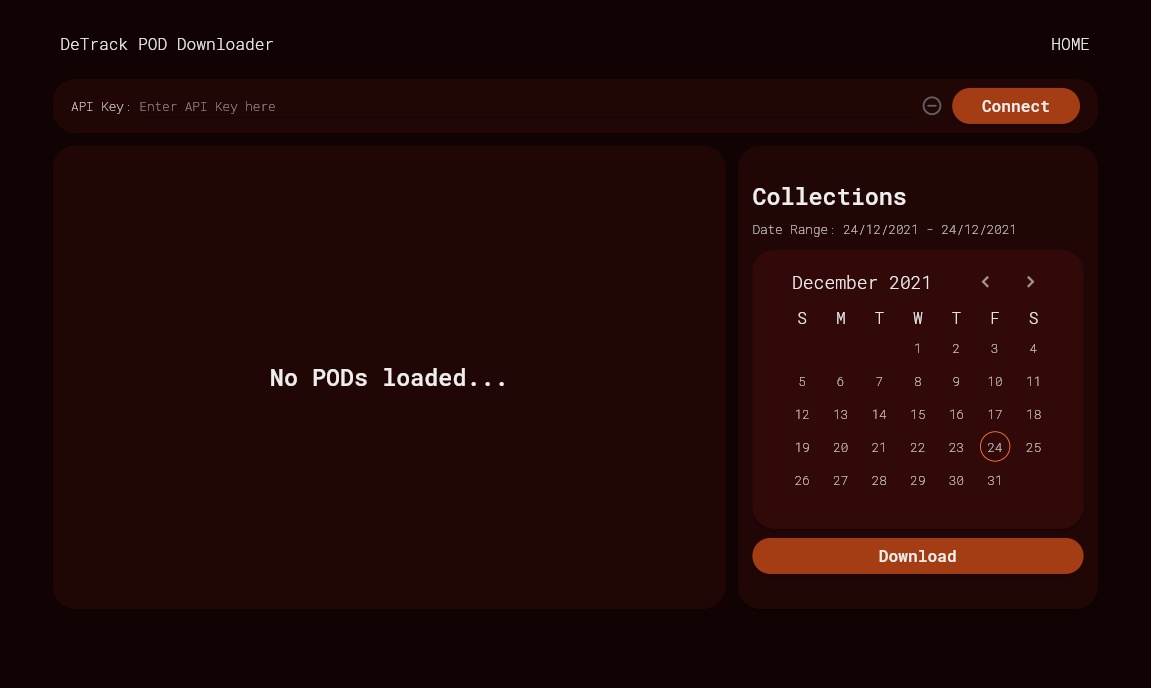 DeTrack POD Downloader HOME
API Key: Enter API Key here Connect
No PODs loaded...
Collections
Date Range: 24/12/2021 - 24/12/2021
December 2021
S M T W T F S
1 2 3 4
5 6 7 8 9 10 11
12 13 14 15 16 17 18
19 20 21 22 23 24 25
26 27 28 29 30 31
Download